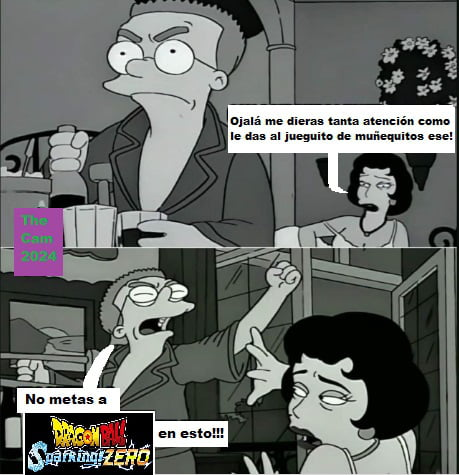 Ojalá me dieras tanta atención como
le das al jueguito de muñequitos ese!
The
Gam
2024
No metas a
DRAGON BALL
Sparking! ZERO
en esto!!!